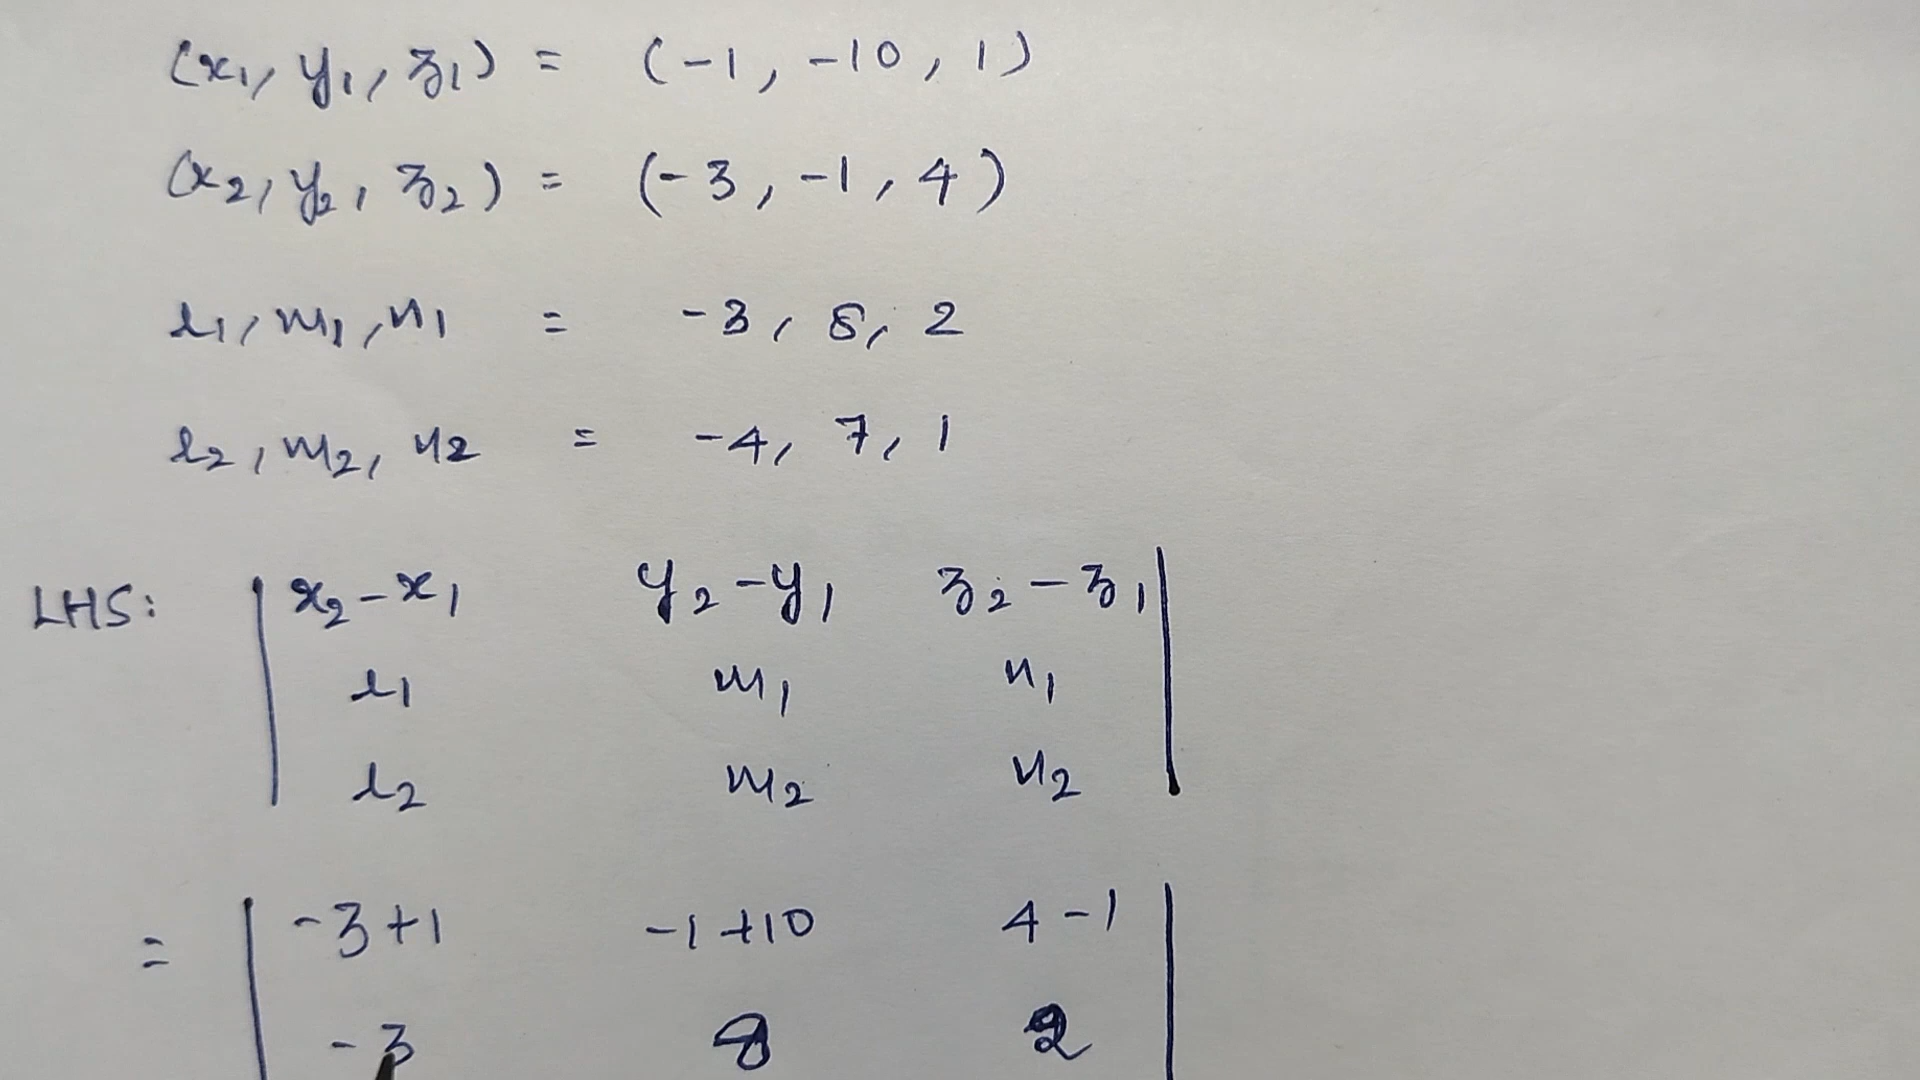 (x₁, y₁, z₁) = (-1, -10, 1)
(x₂, y₂, z₂) = (-3, -1, 4)
l₁, m₁, n₁ = -3, 8, 2
l₂, m₂, n₂ = -4, 7, 1
LHS: | x₂-x₁ y₂-y₁ z₂-z₁ |
l₁ m₁ n₁
l₂ m₂ n₂
= | -3+1 -1+10 4-1 |
-3 8 2